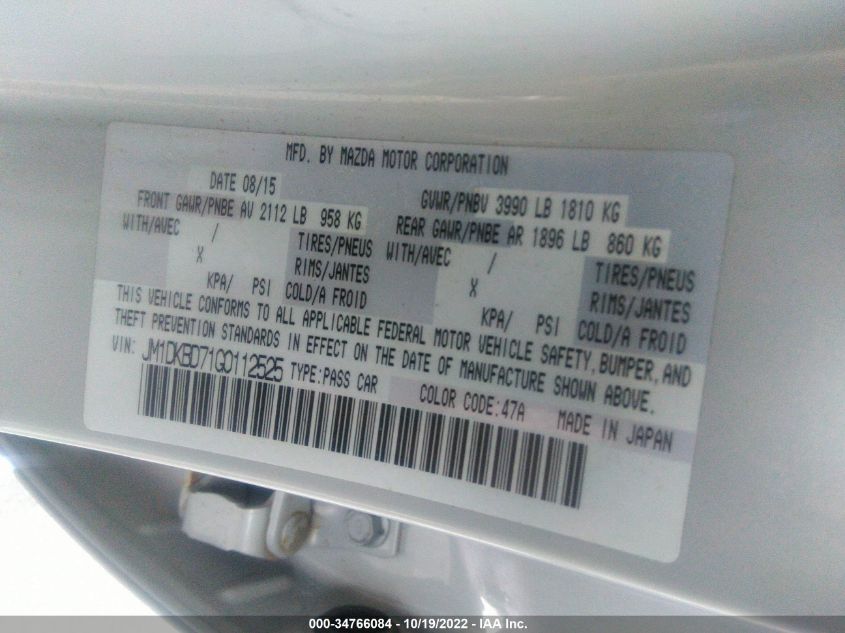 MFD. BY MAZDA MOTOR CORPORATION
DATE 08/15
GVWR/PNBV 3990 LB 1810 KG
FRONT GAWR/PNBE AV 2112 LB 958 KG
REAR GAWR/PNBE AR 1896 LB 860 KG
WITH/AVEC / TIRES/PNEUS
X RIMS/JANTES
KPA/ PSI COLD/A FROID
WITH/AVEC / TIRES/PNEUS
X RIMS/JANTES
KPA/ PSI COLD/A FROID
THIS VEHICLE CONFORMS TO ALL APPLICABLE FEDERAL MOTOR VEHICLE SAFETY, BUMPER, AND
THEFT PREVENTION STANDARDS IN EFFECT ON THE DATE OF MANUFACTURE SHOWN ABOVE.
VIN: JM1DKBD71G0112525 TYPE: PASS CAR
COLOR CODE: 47A MADE IN JAPAN
000-34766084 - 10/19/2022 - IAA Inc.